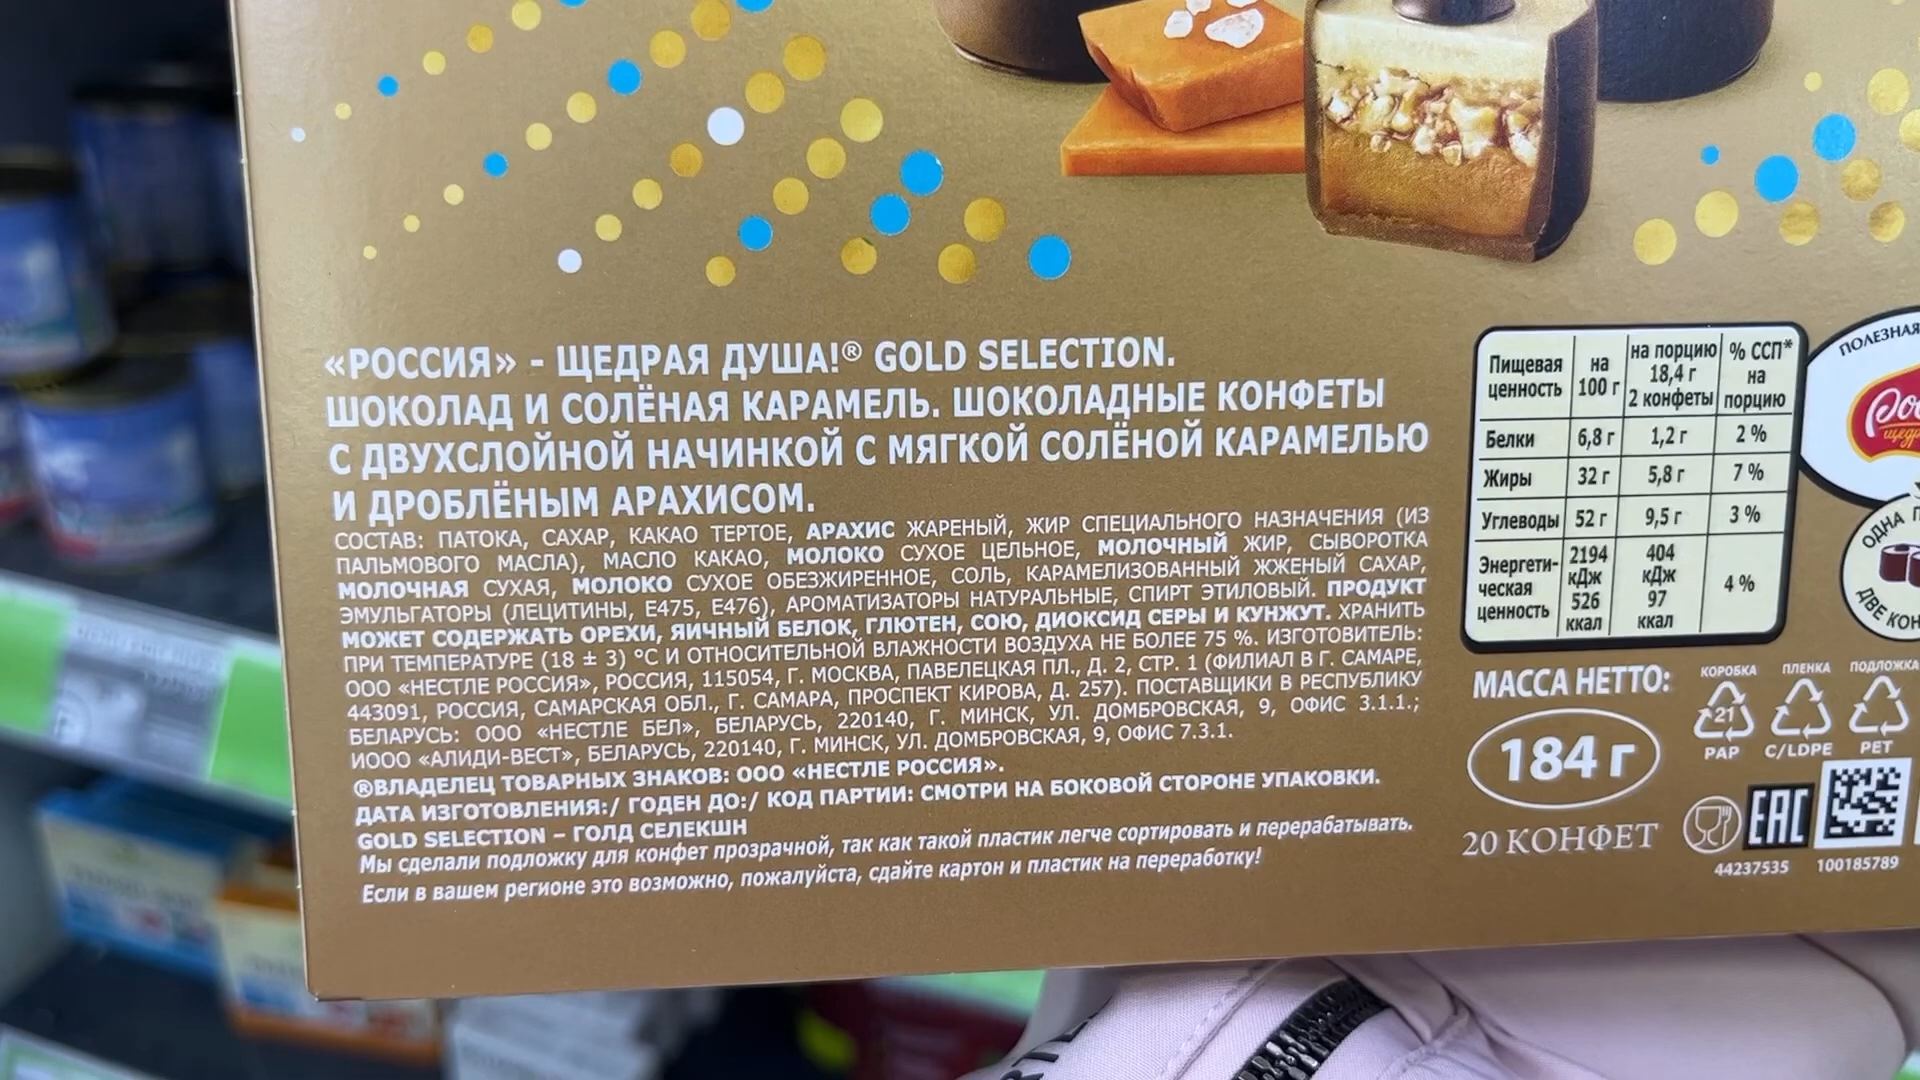 «РОССИЯ» - ЩЕДРАЯ ДУША!® GOLD SELECTION.
ШОКОЛАД И СОЛЁНАЯ КАРАМЕЛЬ. ШОКОЛАДНЫЕ КОНФЕТЫ
С ДВУХСЛОЙНОЙ НАЧИНКОЙ С МЯГКОЙ СОЛЁНОЙ КАРАМЕЛЬЮ
И ДРОБЛЁНЫМ АРАХИСОМ.
СОСТАВ: ПАТОКА, САХАР, КАКАО ТЕРТОЕ, АРАХИС ЖАРЕНЫЙ, ЖИР СПЕЦИАЛЬНОГО НАЗНАЧЕНИЯ (ИЗ
ПАЛЬМОВОГО МАСЛА), МАСЛО КАКАО, МОЛОКО СУХОЕ ЦЕЛЬНОЕ, МОЛОЧНЫЙ ЖИР, СЫВОРОТКА
МОЛОЧНАЯ СУХАЯ, МОЛОКО СУХОЕ ОБЕЗЖИРЕННОЕ, СОЛЬ, КАРАМЕЛИЗОВАННЫЙ ЖЖЕНЫЙ САХАР,
ЭМУЛЬГАТОРЫ (ЛЕЦИТИНЫ, Е475, Е476), АРОМАТИЗАТОРЫ НАТУРАЛЬНЫЕ, СПИРТ ЭТИЛОВЫЙ. ПРОДУКТ
МОЖЕТ СОДЕРЖАТЬ ОРЕХИ, ЯИЧНЫЙ БЕЛОК, ГЛЮТЕН, СОЮ, ДИОКСИД СЕРЫ И КУНЖУТ. ХРАНИТЬ
ПРИ ТЕМПЕРАТУРЕ (18 ± 3) °С И ОТНОСИТЕЛЬНОЙ ВЛАЖНОСТИ ВОЗДУХА НЕ БОЛЕЕ 75 %. ИЗГОТОВИТЕЛЬ:
ООО «НЕСТЛЕ РОССИЯ», РОССИЯ, 115054, Г. МОСКВА, ПАВЕЛЕЦКАЯ ПЛ., Д. 2, СТР. 1 (ФИЛИАЛ В Г. САМАРЕ,
443091, РОССИЯ, САМАРСКАЯ ОБЛ., Г. САМАРА, ПРОСПЕКТ КИРОВА, Д. 257). ПОСТАВЩИКИ В РЕСПУБЛИКУ
БЕЛАРУСЬ: ООО «НЕСТЛЕ БЕЛ», БЕЛАРУСЬ, 220140, Г. МИНСК, УЛ. ДОМБРОВСКАЯ, 9, ОФИС 3.1.1.;
ИООО «АЛИДИ-ВЕСТ», БЕЛАРУСЬ, 220140, Г. МИНСК, УЛ. ДОМБРОВСКАЯ, 9, ОФИС 7.3.1.
®ВЛАДЕЛЕЦ ТОВАРНЫХ ЗНАКОВ: ООО «НЕСТЛЕ РОССИЯ».
ДАТА ИЗГОТОВЛЕНИЯ:/ ГОДЕН ДО:/ КОД ПАРТИИ: СМОТРИ НА БОКОВОЙ СТОРОНЕ УПАКОВКИ.
GOLD SELECTION – ГОЛД СЕЛЕКШН
Мы сделали подложку для конфет прозрачной, так как такой пластик легче сортировать и перерабатывать.
Если в вашем регионе это возможно, пожалуйста, сдайте картон и пластик на переработку!
Пищевая ценность на 100 г на порцию 18,4 г 2 конфеты % ССП* на порцию
Белки 6,8 г 1,2 г 2 %
Жиры 32 г 5,8 г 7 %
Углеводы 52 г 9,5 г 3 %
Энергети-ческая ценность 2194 кДж 526 ккал 404 кДж 97 ккал 4 %
ПОЛЕЗНАЯ
ОДНА
ДВЕ
МАССА НЕТТО:
184 г
20 КОНФЕТ
КОРОБКА ПЛЕНКА ПОДЛОЖКА
21
PAP C/LDPE PET
EAC
44237535 100185789